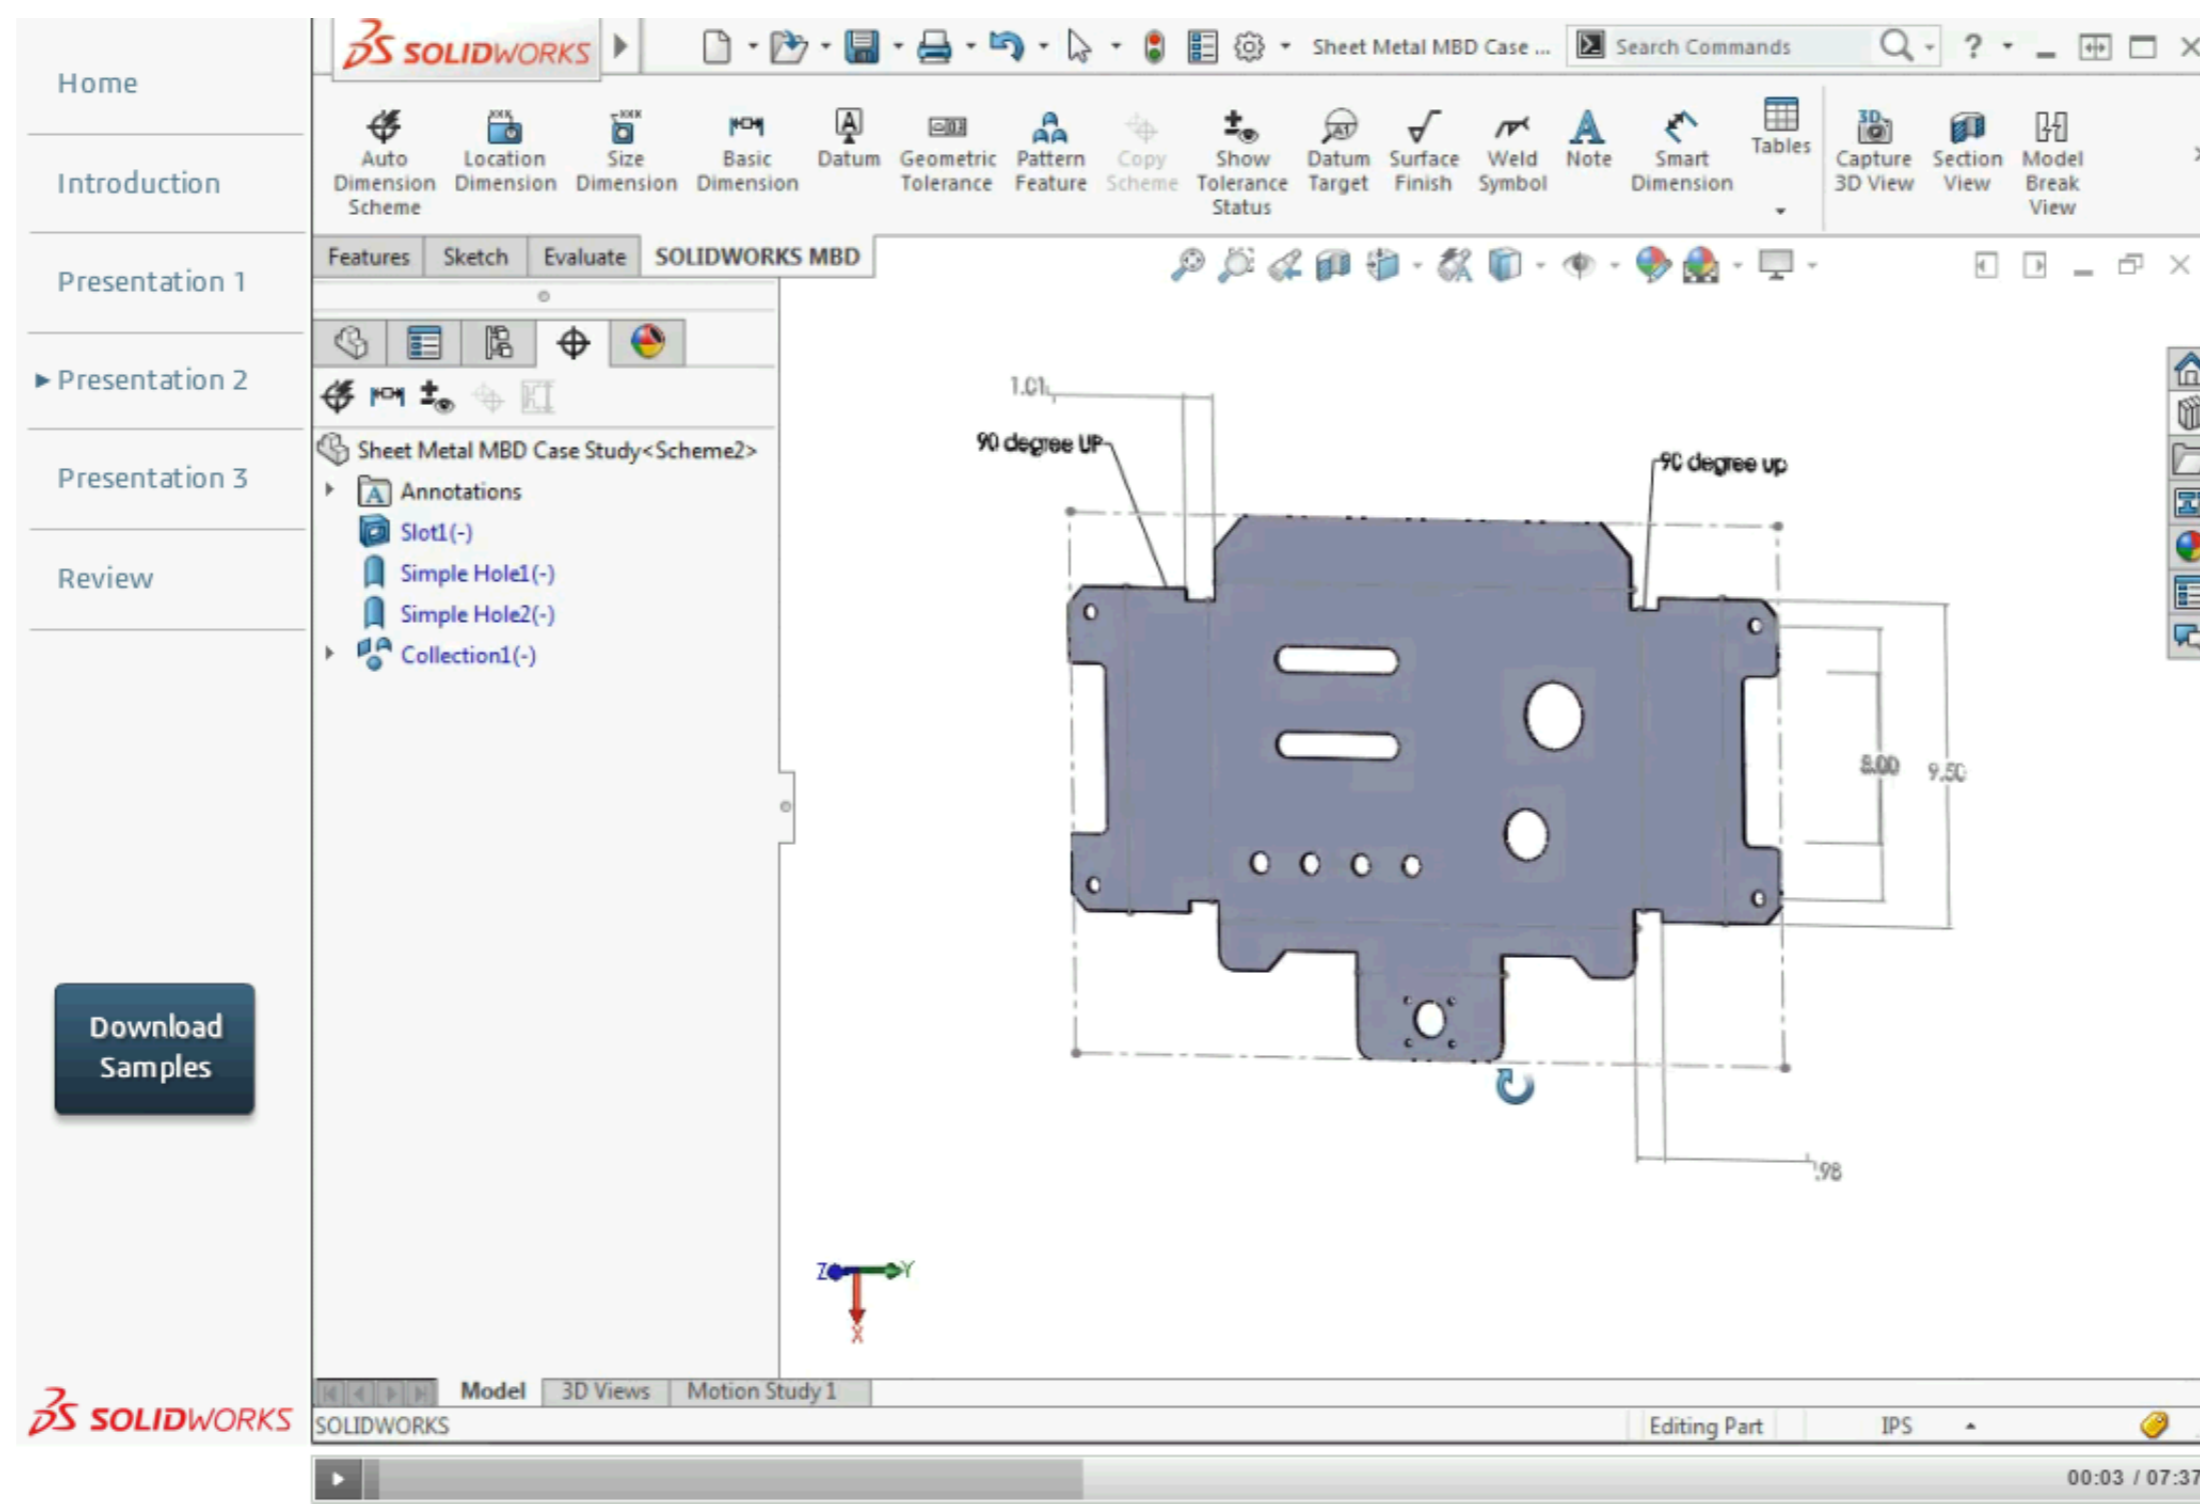 Home
Introduction
Presentation 1
Presentation 2
Presentation 3
Review
Download
Samples
SOLIDWORKS
SOLIDWORKS
Sheet Metal MBD Case ...
Search Commands
?
Auto
Dimension
Scheme
Location
Dimension
Size
Dimension
Basic
Dimension
Datum
Geometric
Tolerance
Pattern
Feature
Copy
Scheme
Show
Tolerance
Status
Datum
Target
Surface
Finish
Weld
Symbol
Note
Smart
Dimension
Tables
Capture
3D View
Section
View
Model
Break
View
Features
Sketch
Evaluate
SOLIDWORKS MBD
Sheet Metal MBD Case Study<Scheme2>
Annotations
Slot1(-)
Simple Hole1(-)
Simple Hole2(-)
Collection1(-)
1.01
90 degree UP
90 degree up
8.00
9.50
.98
Z
Y
X
Model
3D Views
Motion Study 1
SOLIDWORKS
Editing Part
IPS
00:03 / 07:37